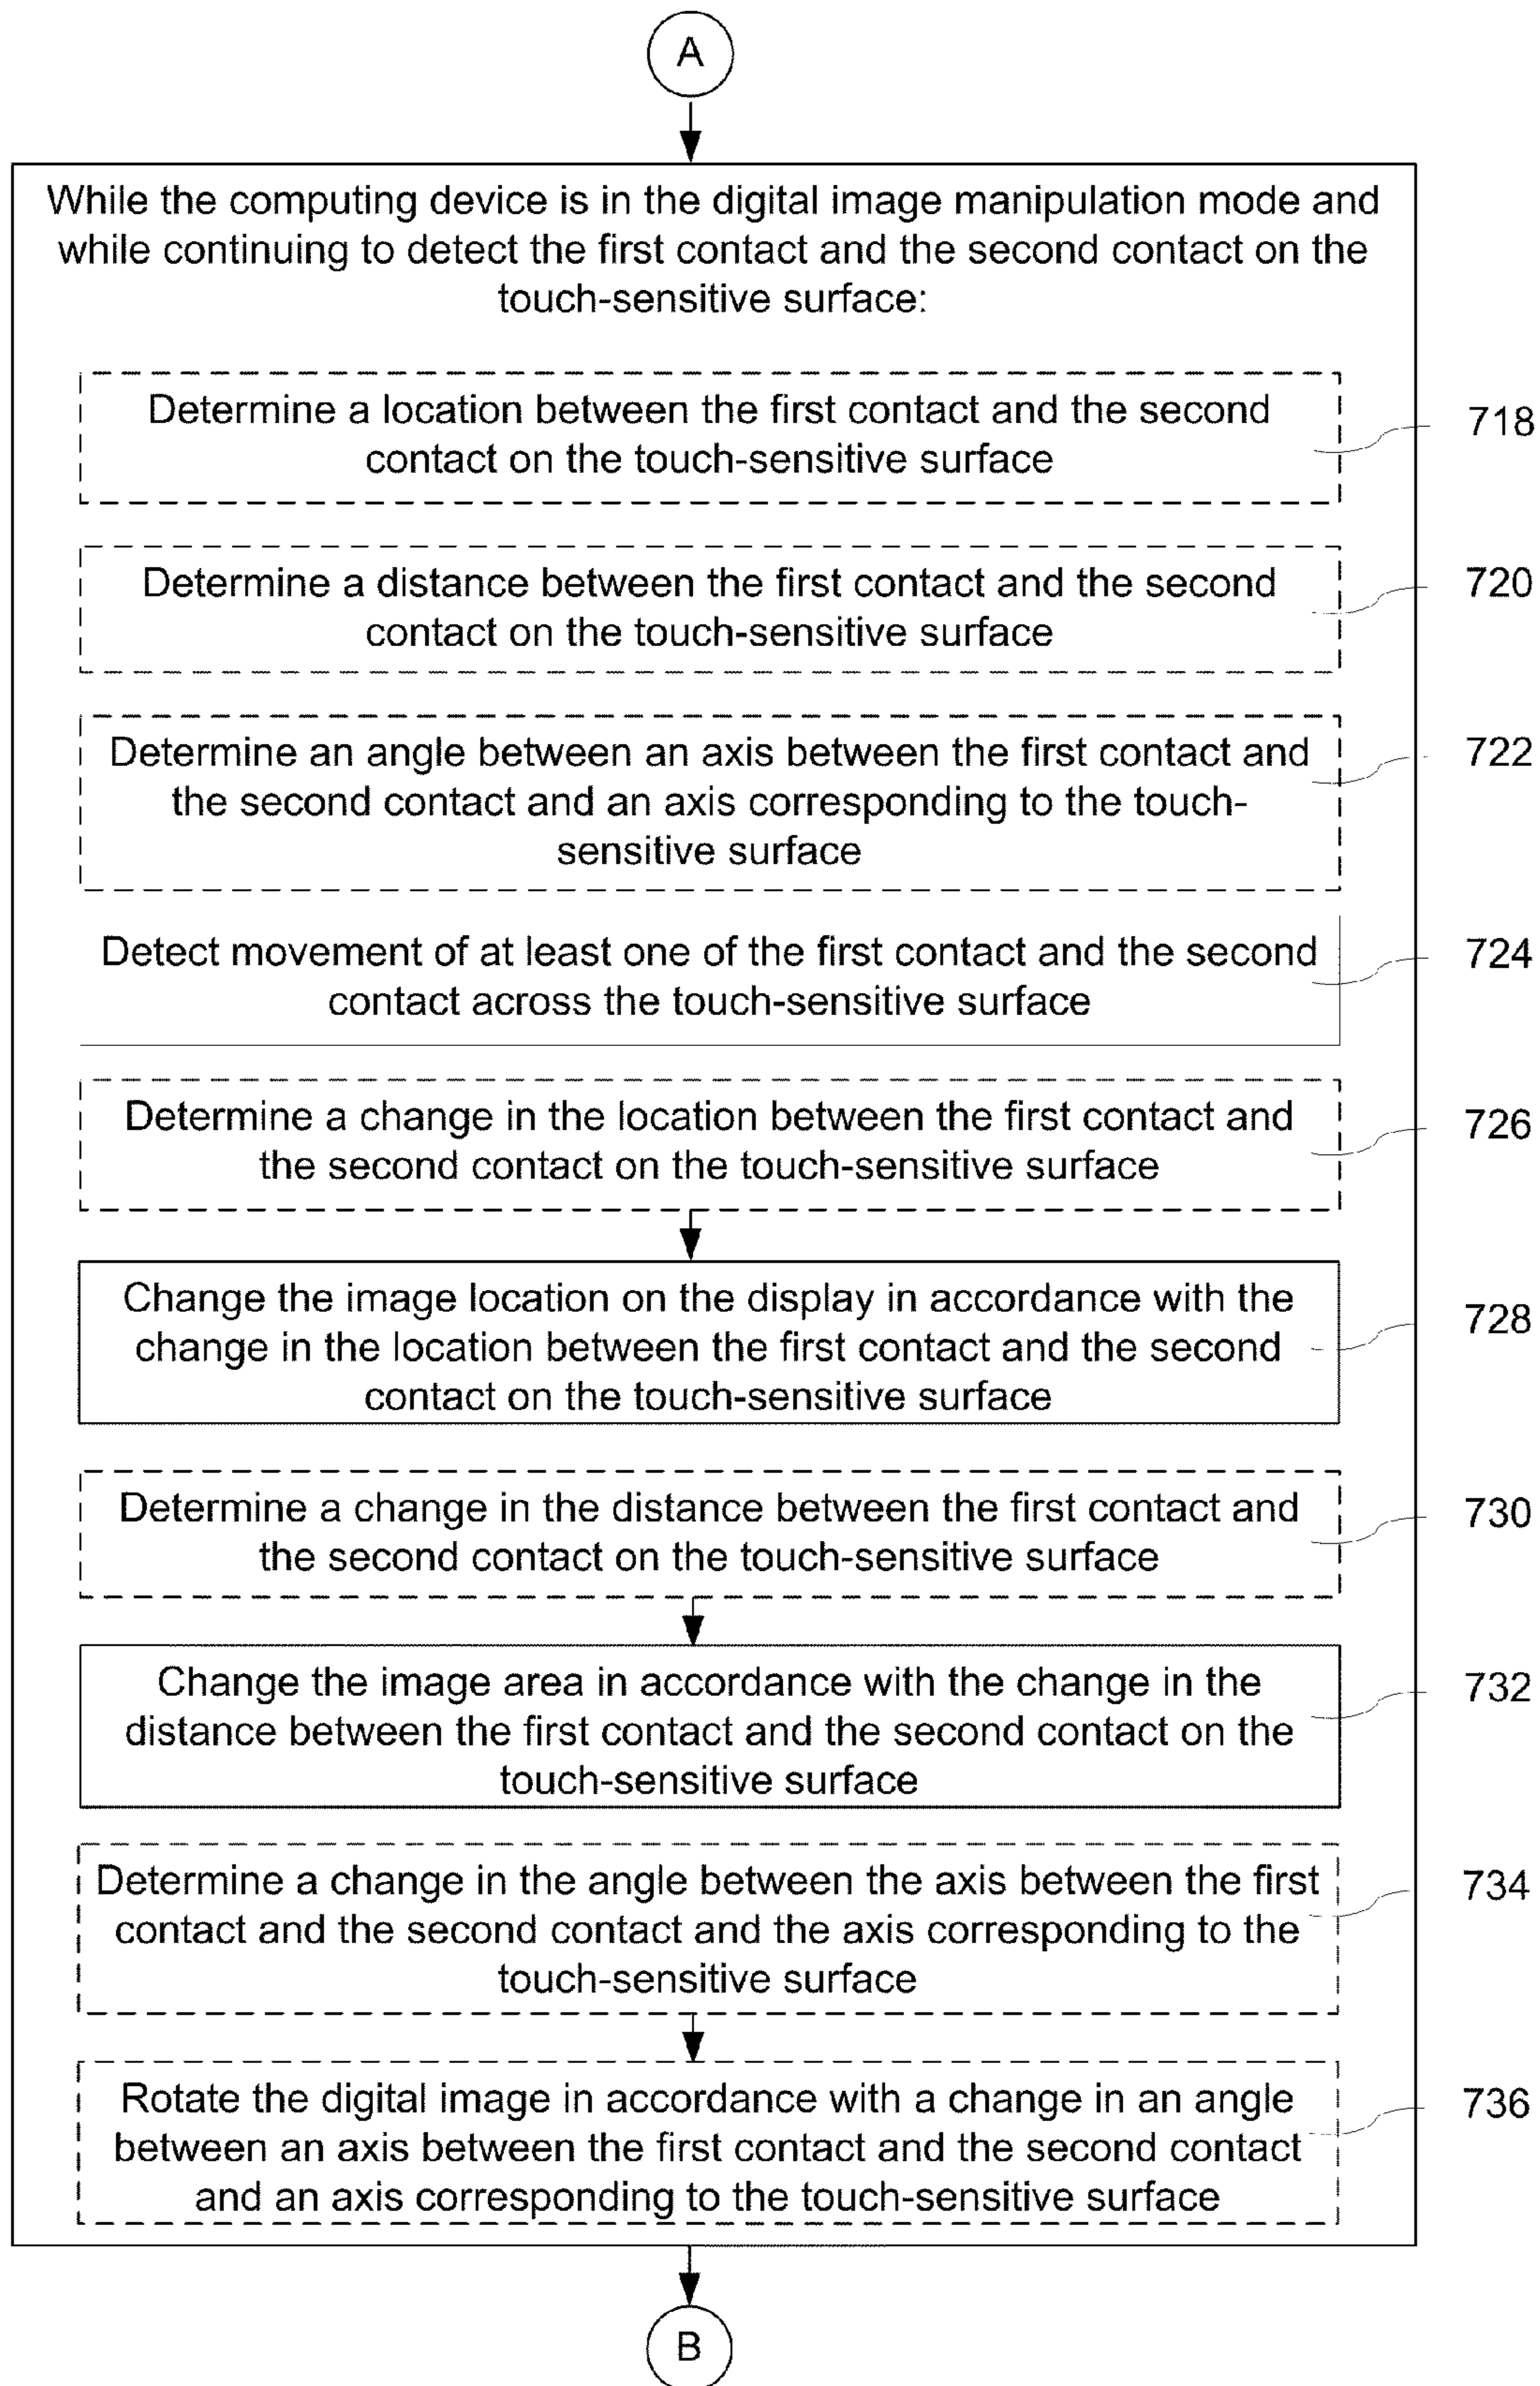 A
While the computing device is in the digital image manipulation mode and
while continuing to detect the first contact and the second contact on the
touch-sensitive surface:
Determine a location between the first contact and the second
contact on the touch-sensitive surface
718
Determine a distance between the first contact and the second
contact on the touch-sensitive surface
720
Determine an angle between an axis between the first contact and
the second contact and an axis corresponding to the touch-
sensitive surface
722
Detect movement of at least one of the first contact and the second
contact across the touch-sensitive surface
724
Determine a change in the location between the first contact and
the second contact on the touch-sensitive surface
726
Change the image location on the display in accordance with the
change in the location between the first contact and the second
contact on the touch-sensitive surface
728
Determine a change in the distance between the first contact and
the second contact on the touch-sensitive surface
730
Change the image area in accordance with the change in the
distance between the first contact and the second contact on the
touch-sensitive surface
732
Determine a change in the angle between the axis between the first
contact and the second contact and the axis corresponding to the
touch-sensitive surface
734
Rotate the digital image in accordance with a change in an angle
between an axis between the first contact and the second contact
and an axis corresponding to the touch-sensitive surface
736
B